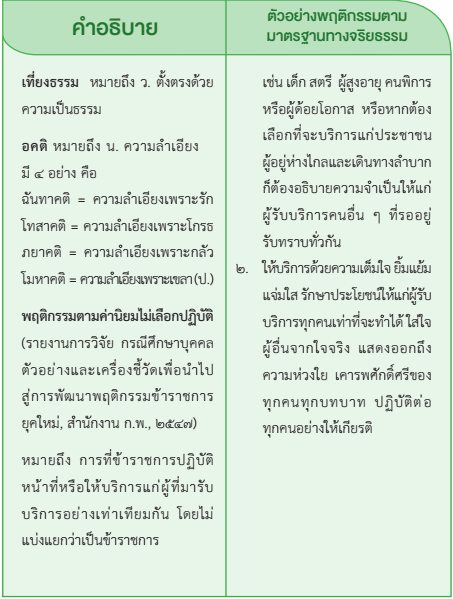 คำอธิบาย
เที่ยงธรรม หมายถึง ว. ตั้งตรงด้วย
ความเป็นธรรม
อคติ หมายถึง น. ความลำเอียง
มี ๔ อย่าง คือ
ฉันทาคติ = ความลำเอียงเพราะรัก
โทสาคติ = ความลำเอียงเพราะโกรธ
ภยาคติ = ความลำเอียงเพราะกลัว
โมหาคติ = ความลำเอียงเพราะเขลา (ป.)
พฤติกรรมตามค่านิยมไม่เลือกปฏิบัติ
(รายงานการวิจัย กรณีศึกษาบุคคล
ตัวอย่างและเครื่องชี้วัดเพื่อนำไป
สู่การพัฒนาพฤติกรรมข้าราชการ
ยุคใหม่, สำนักงาน ก.พ., ๒๕๔๗)
หมายถึง การที่ข้าราชการปฏิบัติ
หน้าที่หรือให้บริการแก่ผู้ที่มารับ
บริการอย่างเท่าเทียมกัน โดยไม่
แบ่งแยกว่าเป็นข้าราชการ
ตัวอย่างพฤติกรรมตาม
มาตรฐานทางจริยธรรม
เช่น เด็ก สตรี ผู้สูงอายุ คนพิการ
หรือผู้ด้อยโอกาส หรือหากต้อง
เลือกที่จะบริการแก่ประชาชน
ผู้อยู่ห่างไกลและเดินทางลำบาก
ก็ต้องอธิบายความจำเป็นให้แก่
ผู้รับบริการคนอื่น ๆ ที่รออยู่
รับทราบทั่วกัน
๒. ให้บริการด้วยความเต็มใจ ยิ้มแย้ม
แจ่มใส รักษาประโยชน์ให้แก่ผู้รับ
บริการทุกคนเท่าที่จะทำได้ ใส่ใจ
ผู้อื่นจากใจจริง แสดงออกถึง
ความห่วงใย เคารพศักดิ์ศรีของ
ทุกคนทุกบทบาท ปฏิบัติต่อ
ทุกคนอย่างให้เกียรติ